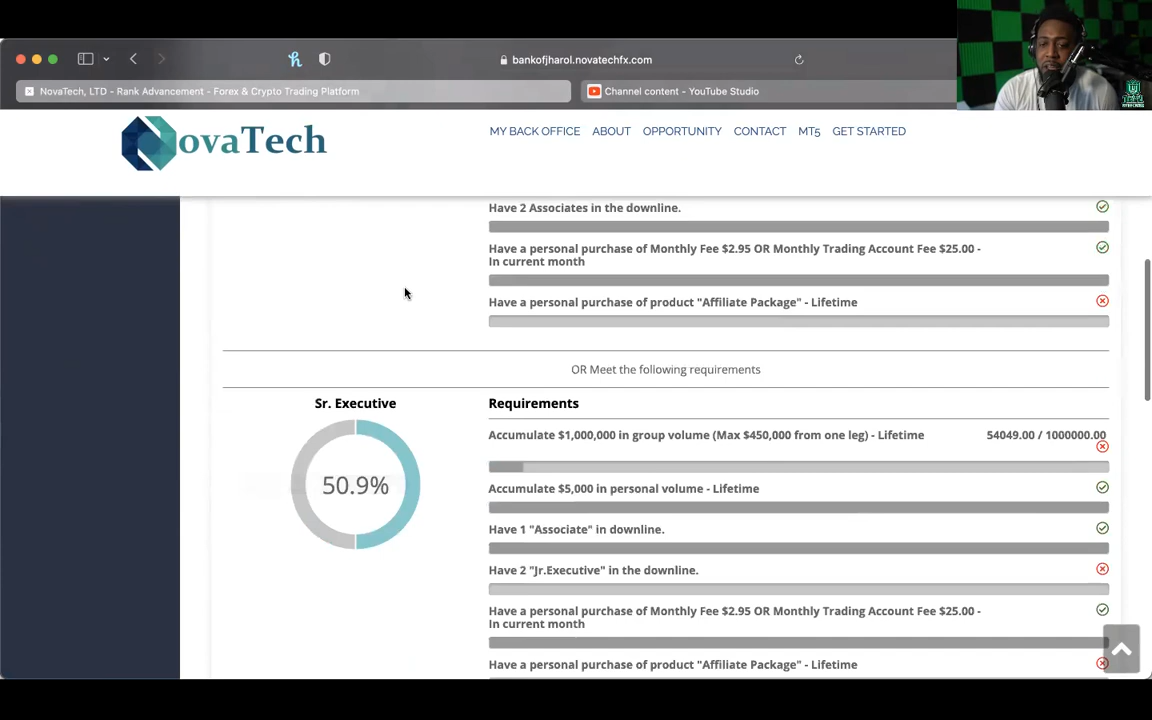 bankofjharol.novatechfx.com
NovaTech, LTD - Rank Advancement - Forex & Crypto Trading Platform
Channel content - YouTube Studio
ovaTech
MY BACK OFFICE
ABOUT
OPPORTUNITY
CONTACT
MT5
GET STARTED
Have 2 Associates in the downline.
Have a personal purchase of Monthly Fee $2.95 OR Monthly Trading Account Fee $25.00 -
In current month
Have a personal purchase of product "Affiliate Package" - Lifetime
OR Meet the following requirements
Sr. Executive
50.9%
Requirements
Accumulate $1,000,000 in group volume (Max $450,000 from one leg) - Lifetime
54049.00 / 1000000.00
Accumulate $5,000 in personal volume - Lifetime
Have 1 "Associate" in downline.
Have 2 "Jr.Executive" in the downline.
Have a personal purchase of Monthly Fee $2.95 OR Monthly Trading Account Fee $25.00 -
In current month
Have a personal purchase of product "Affiliate Package" - Lifetime